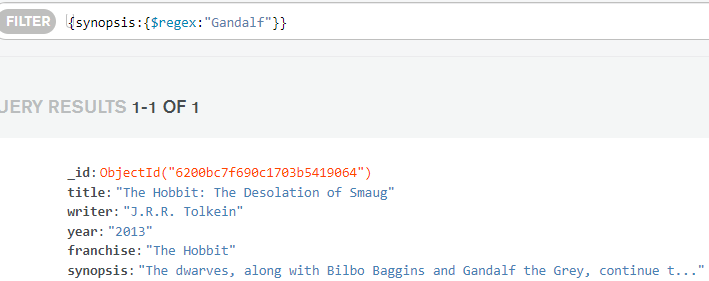 FILTER {synopsis:{$regex:"Gandalf"}}
UERY RESULTS 1-1 OF 1
_id:ObjectId("6200bc7f690c1703b5419064")
title:"The Hobbit: The Desolation of Smaug"
writer:"J.R.R. Tolkein"
year:"2013"
franchise:"The Hobbit"
synopsis:"The dwarves, along with Bilbo Baggins and Gandalf the Grey, continue t..."